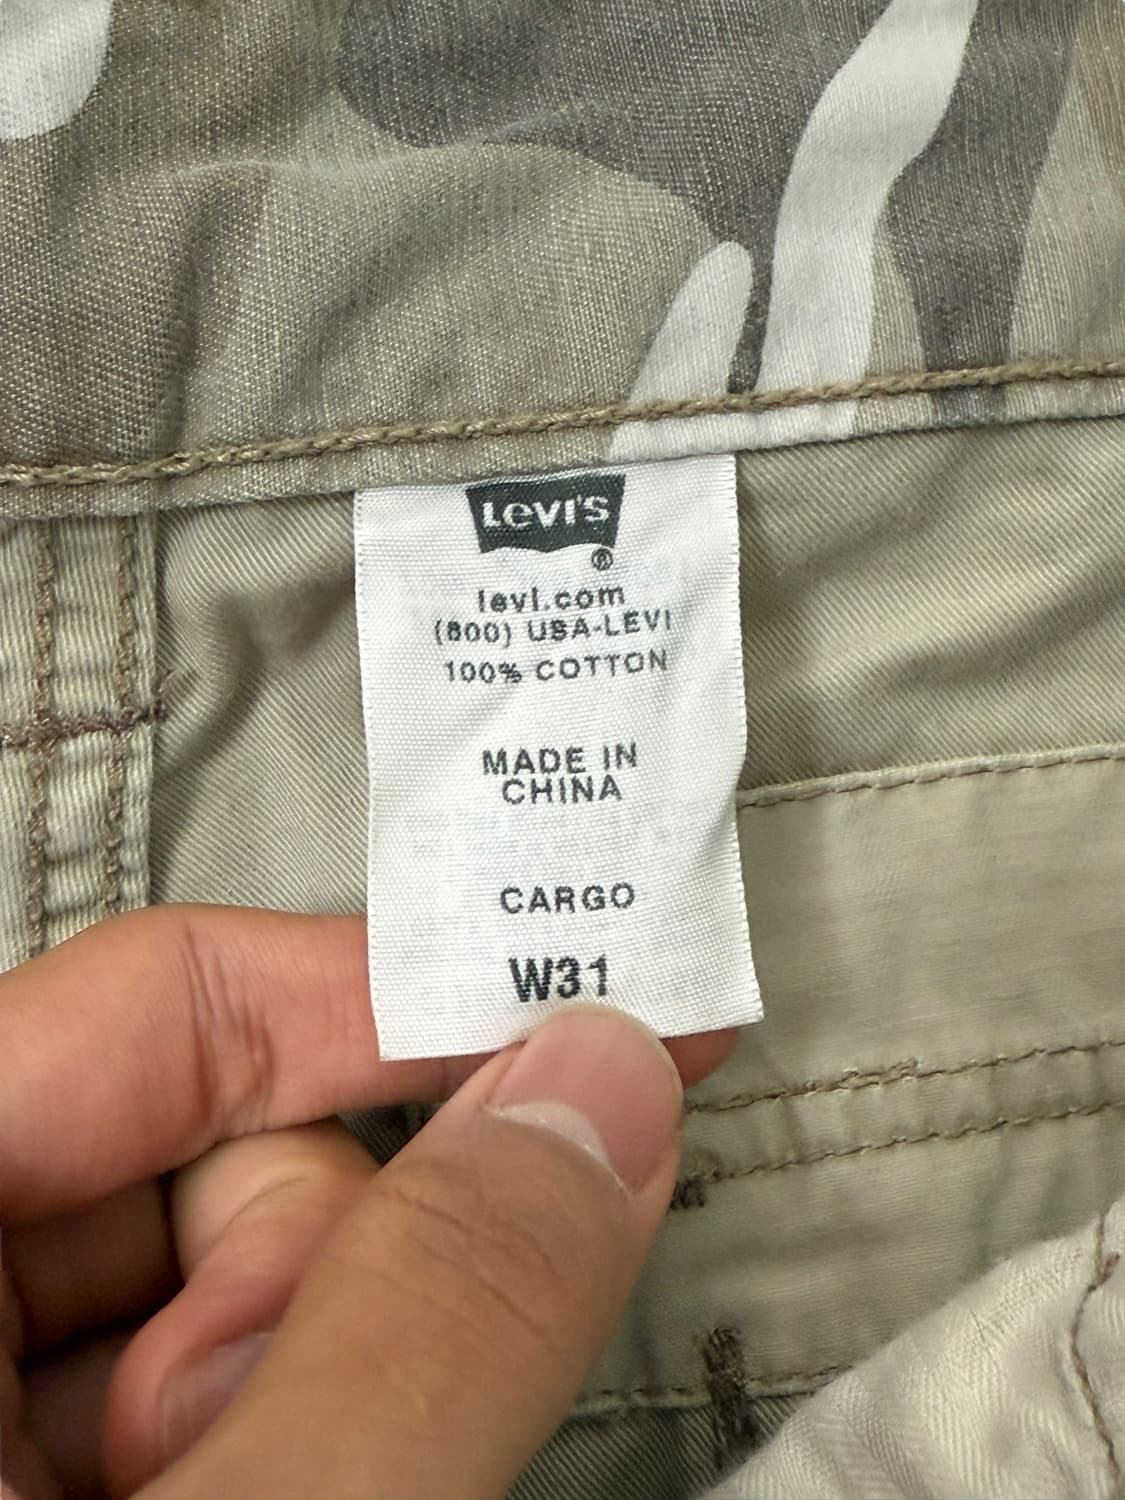 LEVI'S
®
levi.com
(800) USA-LEVI
100% COTTON
MADE IN
CHINA
CARGO
W31